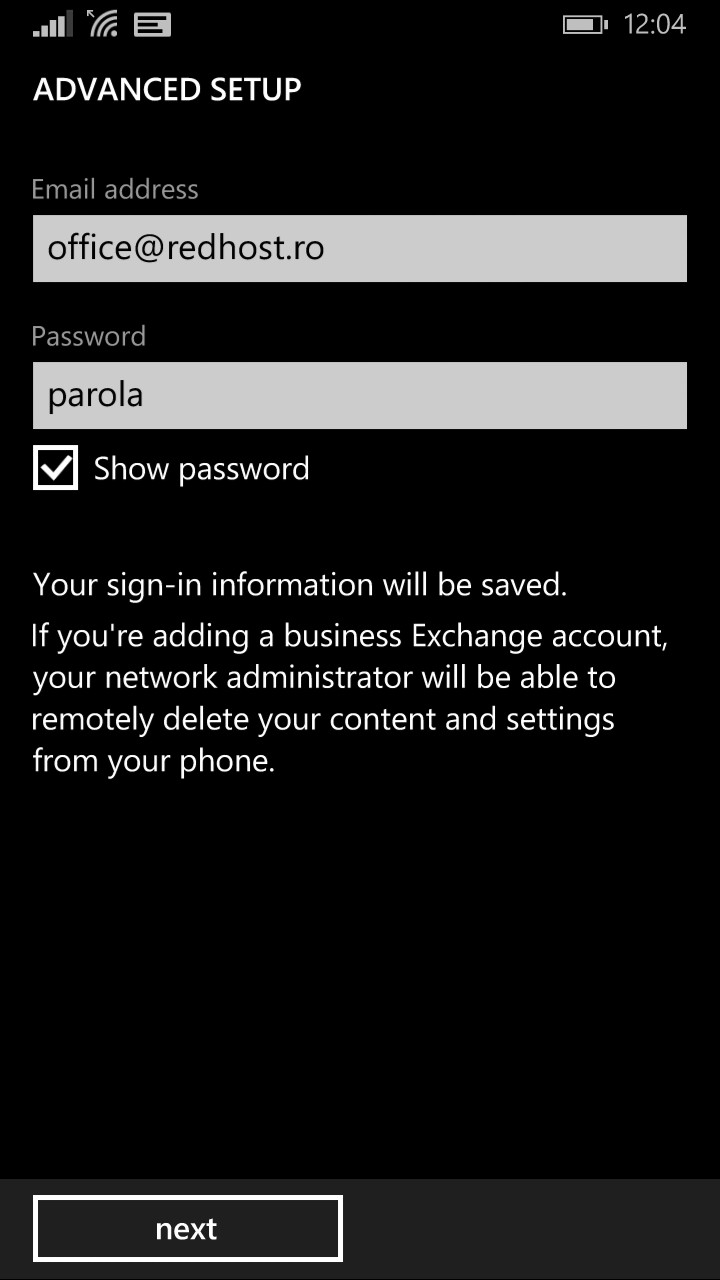 12:04
ADVANCED SETUP
Email address
office@redhost.ro
Password
parola
Show password
Your sign-in information will be saved.
If you're adding a business Exchange account,
your network administrator will be able to
remotely delete your content and settings
from your phone.
next